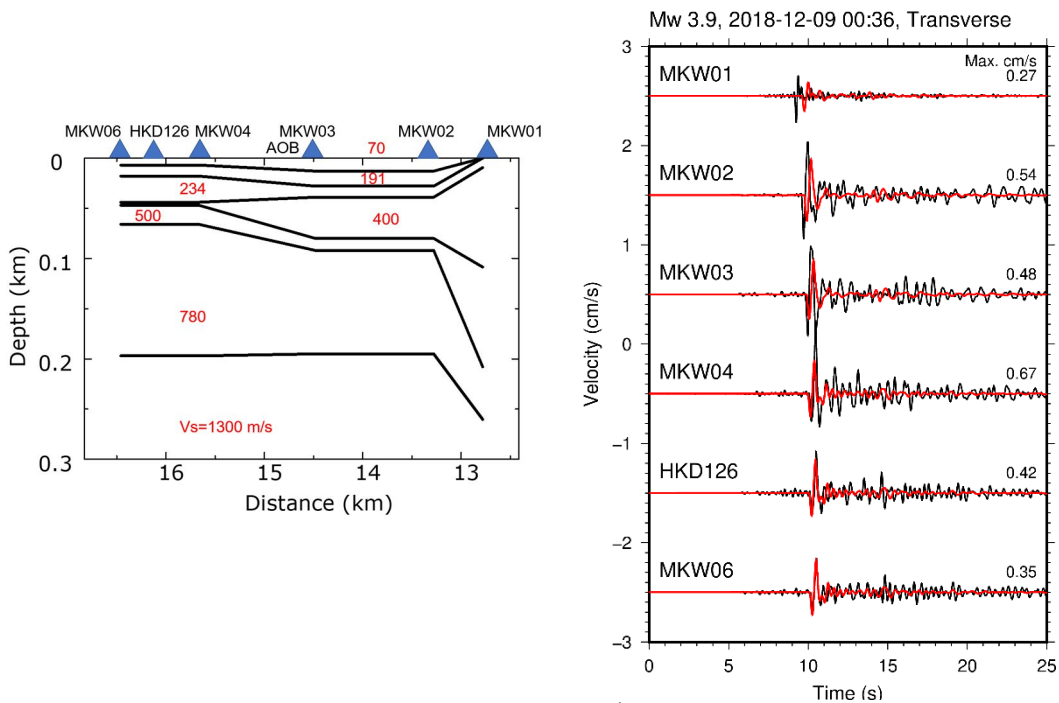 MKW06 HKD126 MKW04 MKW03 MKW02 MKW01
AOB 70
0
191
234
500 400
0.1
Depth (km)
780
0.2
Vs=1300 m/s
0.3
16 15 14 13
Distance (km)
Mw 3.9, 2018-12-09 00:36, Transverse
3
Max. cm/s
MKW01 0.27
2
MKW02 0.54
1
MKW03 0.48
0
Velocity (cm/s)
MKW04 0.67
-1
HKD126 0.42
-2
MKW06 0.35
-3
0 5 10 15 20 25
Time (s)